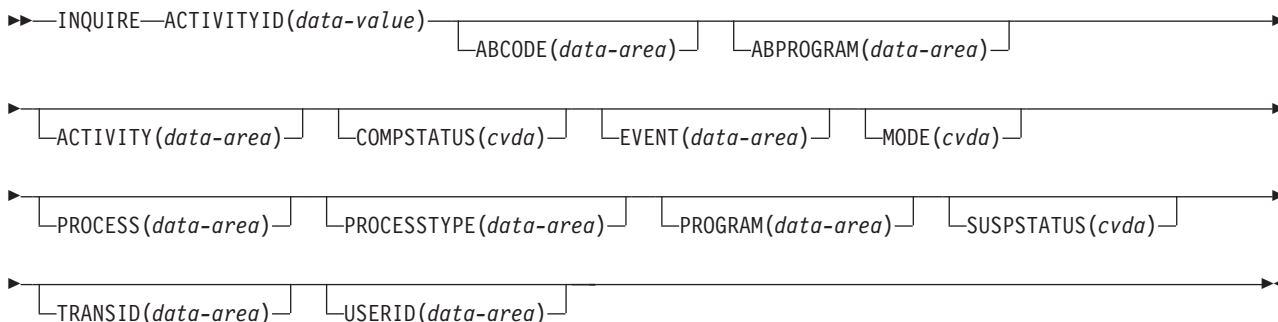 INQUIRE ACTIVITYID(data-value)
ABCODE(data-area) ABPROGRAM(data-area)
ACTIVITY(data-area) COMPSTATUS(cvda) EVENT(data-area) MODE(cvda)
PROCESS(data-area) PROCESSTYPE(data-area) PROGRAM(data-area) SUSPSTATUS(cvda)
TRANSID(data-area) USERID(data-area)